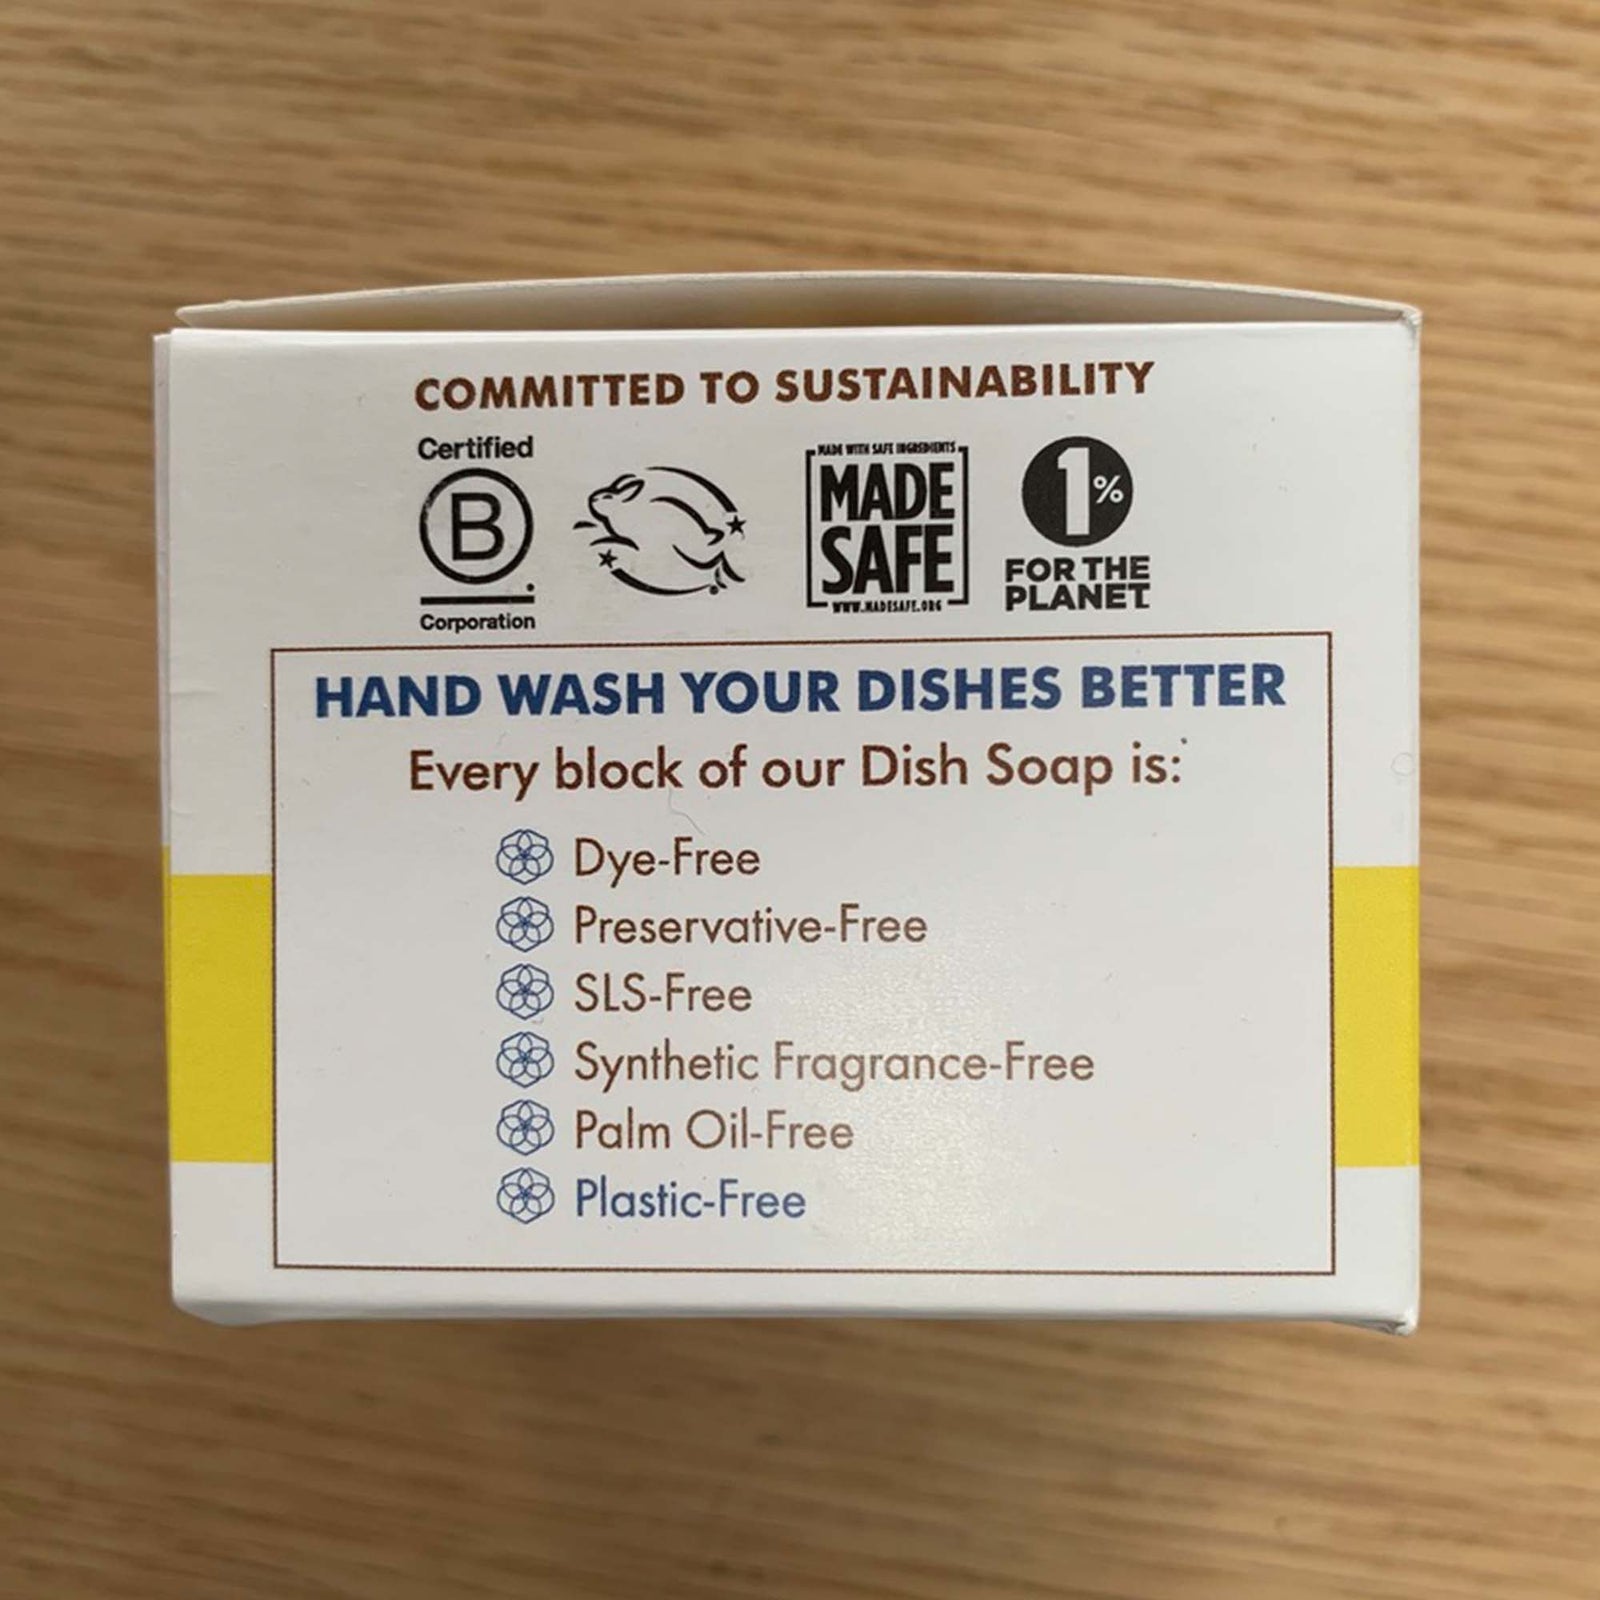 COMMITTED TO SUSTAINABILITY
Certified
B
Corporation
MADE WITH SAFE INGREDIENTS
MADE
SAFE
WWW.MADESAFE.ORG
1%
FOR THE
PLANET
HAND WASH YOUR DISHES BETTER
Every block of our Dish Soap is:
Dye-Free
Preservative-Free
SLS-Free
Synthetic Fragrance-Free
Palm Oil-Free
Plastic-Free